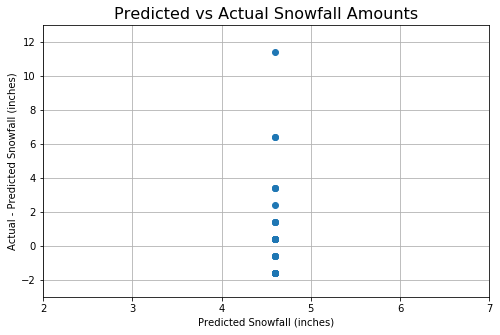 Predicted vs Actual Snowfall Amounts
12
10
8
6
4
2
0
−2
Actual - Predicted Snowfall (inches)
2 3 4 5 6 7
Predicted Snowfall (inches)